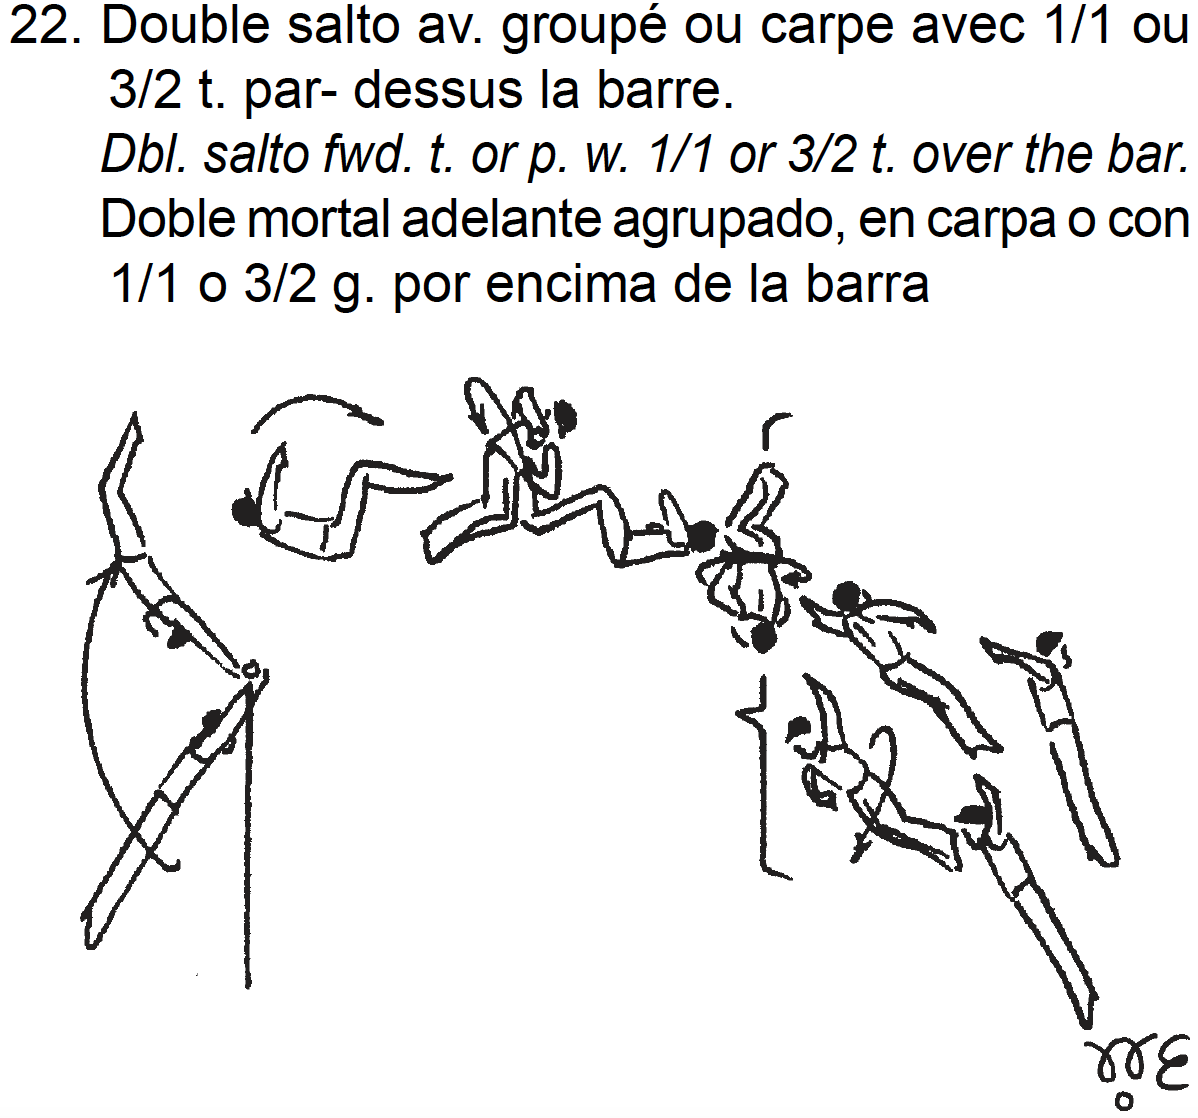 22. Double salto av. groupé ou carpe avec 1/1 ou
3/2 t. par- dessus la barre.
Dbl. salto fwd. t. or p. w. 1/1 or 3/2 t. over the bar.
Doble mortal adelante agrupado, en carpa o con
1/1 o 3/2 g. por encima de la barra